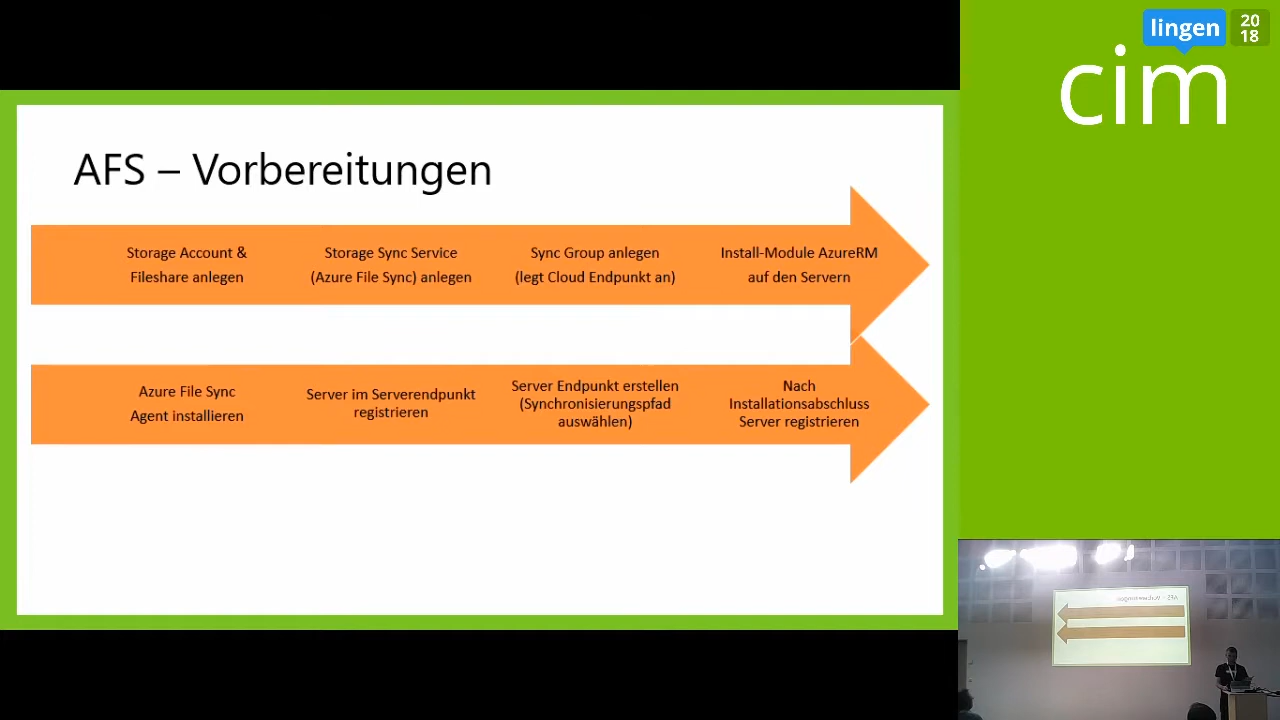 lingen
20
18
cim
AFS – Vorbereitungen
Storage Account &
Fileshare anlegen
Storage Sync Service
(Azure File Sync) anlegen
Sync Group anlegen
(legt Cloud Endpunkt an)
Install-Module AzureRM
auf den Servern
Azure File Sync
Agent installieren
Server im Serverendpunkt
registrieren
Server Endpunkt erstellen
(Synchronisierungspfad
auswählen)
Nach
Installationsabschluss
Server registrieren
AFS – Vorbereitungen